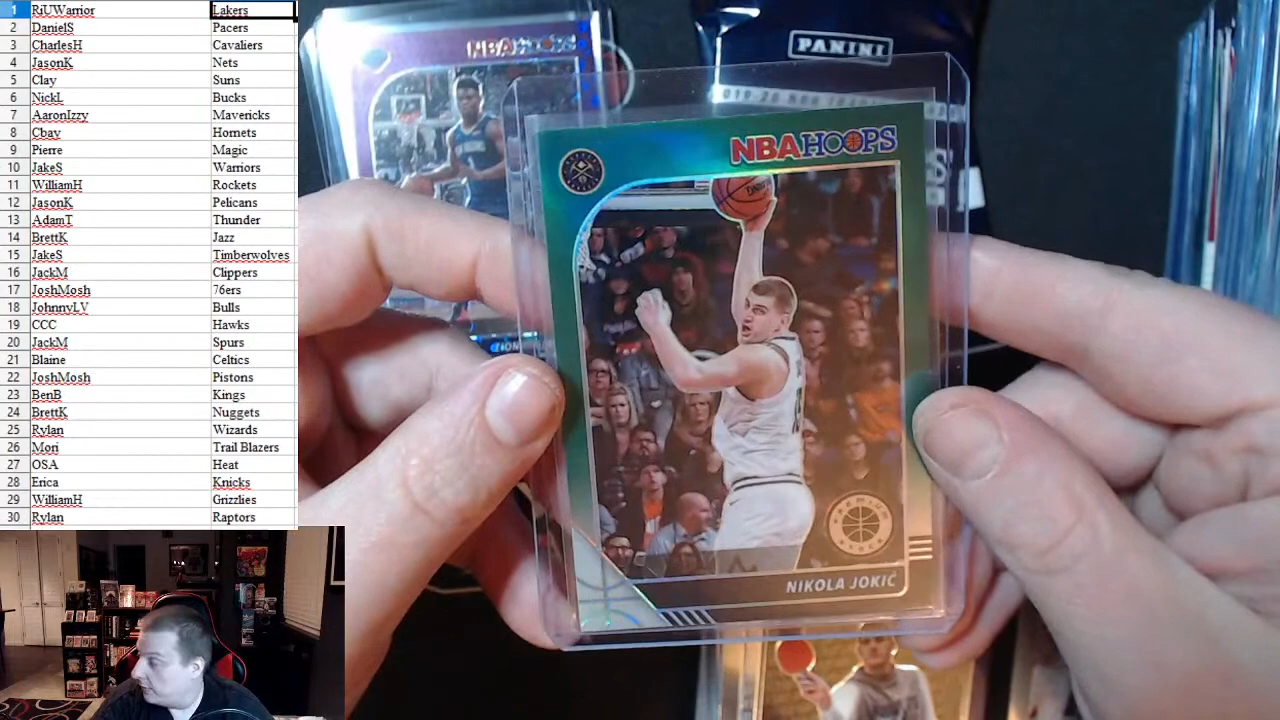 1 RiUWarrior Lakers
2 DanielS Pacers
3 CharlesH Cavaliers
4 JasonK Nets
5 Clay Suns
6 NickL Bucks
7 AaronIzzy Mavericks
8 Cbay Hornets
9 Pierre Magic
10 JakeS Warriors
11 WilliamH Rockets
12 JasonK Pelicans
13 AdamT Thunder
14 BrettK Jazz
15 JakeS Timberwolves
16 JackM Clippers
17 JoshMosh 76ers
18 JohnnyLV Bulls
19 CCC Hawks
20 JackM Spurs
21 Blaine Celtics
22 JoshMosh Pistons
23 BenB Kings
24 BrettK Nuggets
25 Rylan Wizards
26 Mori Trail Blazers
27 OSA Heat
28 Erica Knicks
29 WilliamH Grizzlies
30 Rylan Raptors
NBA HOOPS
PANINI
NBA HOOPS
PREMIUM
STOCK
NIKOLA JOKIĆ
ZION